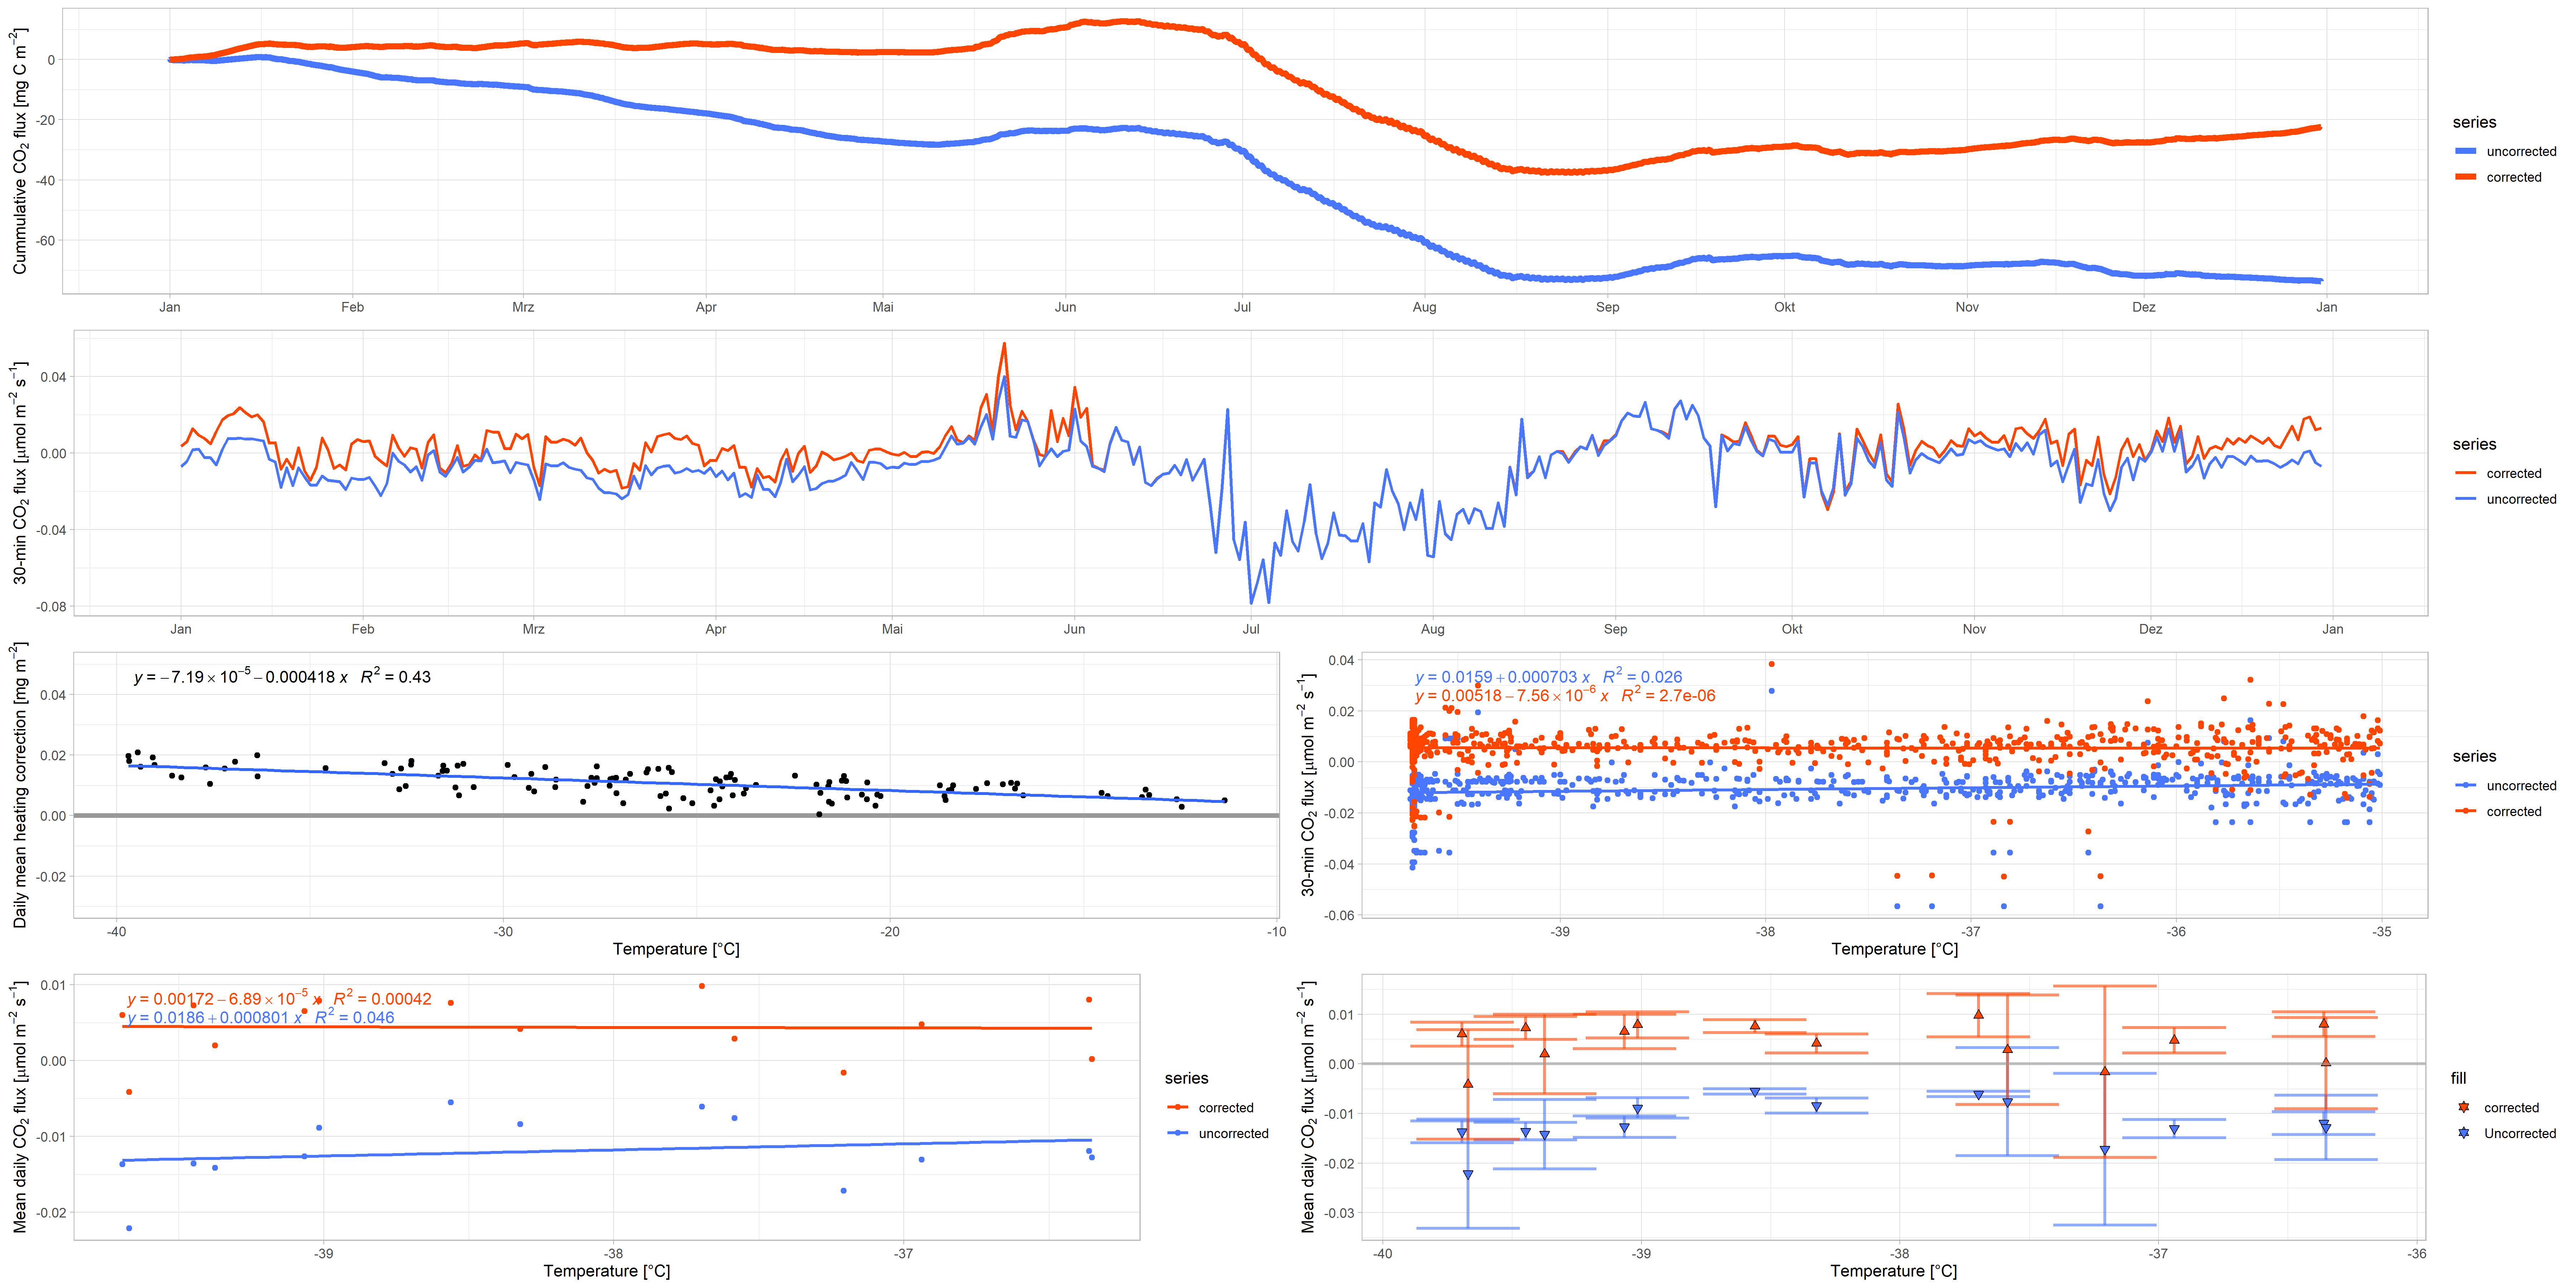 Cummulative CO₂ flux [mg C m⁻²]
0
-20
-40
-60
Jan Feb Mrz Apr Mai Jun Jul Aug Sep Okt Nov Dez Jan
series
uncorrected
corrected
30-min CO₂ flux [μmol m⁻² s⁻¹]
0.04
0.00
-0.04
-0.08
Jan Feb Mrz Apr Mai Jun Jul Aug Sep Okt Nov Dez Jan
series
corrected
uncorrected
Daily mean heating correction [mg m⁻²]
y = −7.19 × 10⁻⁵ − 0.000418 x R² = 0.43
0.04
0.02
0.00
-0.02
-40 -30 -20 -10
Temperature [°C]
30-min CO₂ flux [μmol m⁻² s⁻¹]
y = 0.0159 + 0.000703 x R² = 0.026
y = 0.00518 − 7.56 × 10⁻⁶ x R² = 2.7e-06
0.04
0.02
0.00
-0.02
-0.04
-0.06
-39 -38 -37 -36 -35
Temperature [°C]
series
uncorrected
corrected
Mean daily CO₂ flux [μmol m⁻² s⁻¹]
y = 0.00172 − 6.89 × 10⁻⁵ x R² = 0.00042
y = 0.0186 + 0.000801 x R² = 0.046
0.01
0.00
-0.01
-0.02
-39 -38 -37
Temperature [°C]
series
corrected
uncorrected
Mean daily CO₂ flux [μmol m⁻² s⁻¹]
0.01
0.00
-0.01
-0.02
-0.03
-40 -39 -38 -37 -36
Temperature [°C]
fill
corrected
Uncorrected